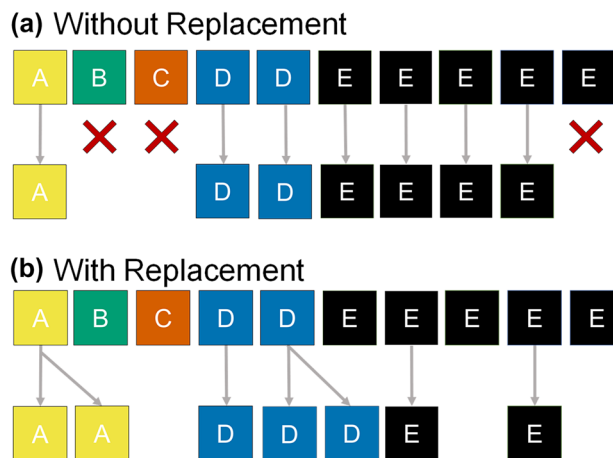 (a) Without Replacement
A B C D D E E E E E
A D D E E E E
(b) With Replacement
A B C D D E E E E E
A A D D D E E